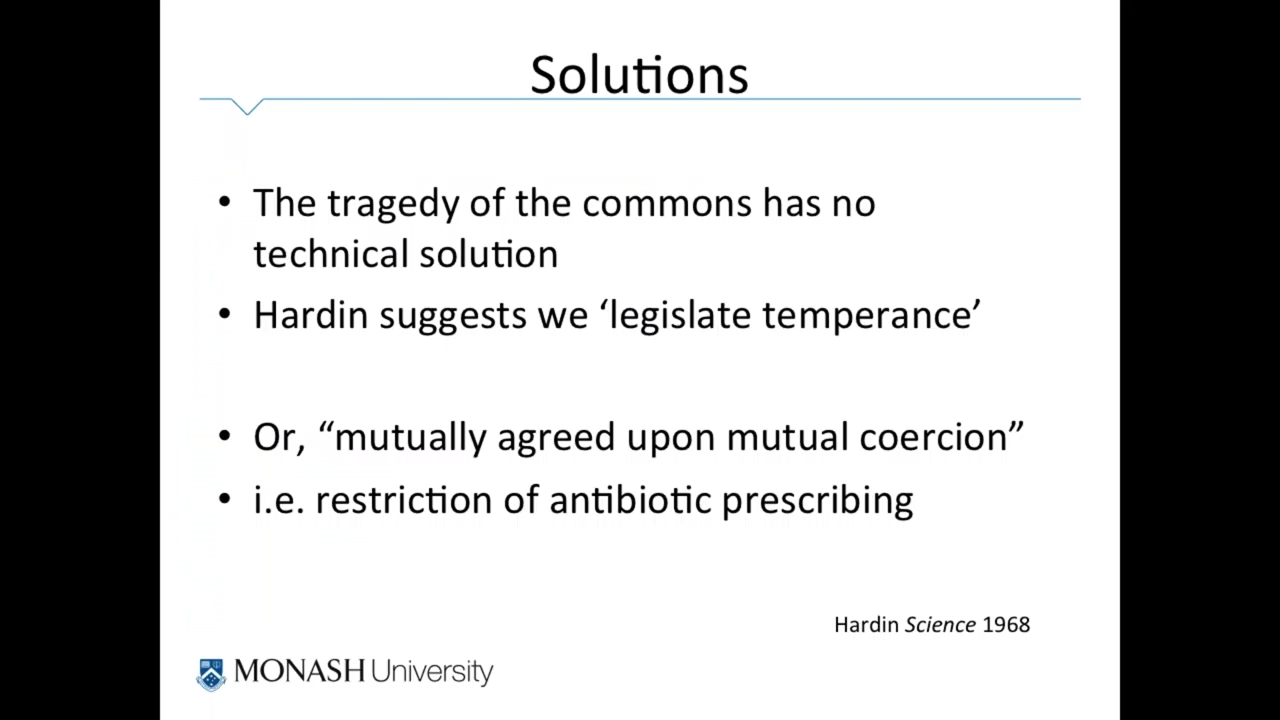 Solutions
• The tragedy of the commons has no
technical solution
• Hardin suggests we ‘legislate temperance’
• Or, “mutually agreed upon mutual coercion”
• i.e. restriction of antibiotic prescribing
Hardin Science 1968
MONASH University